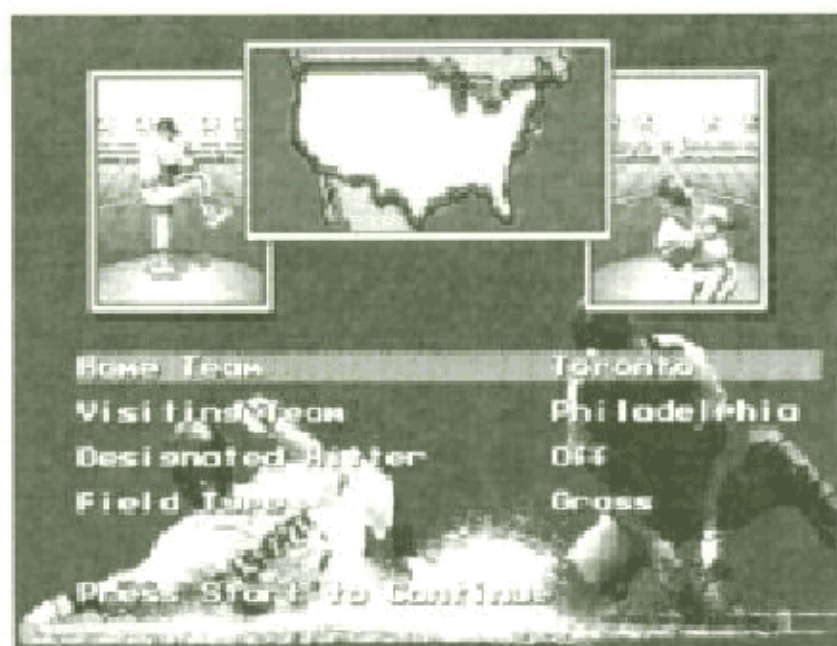 Home Team Toronto
Visiting Team Philadelphia
Designated Hitter Off
Field Type Grass
Press Start to Continue